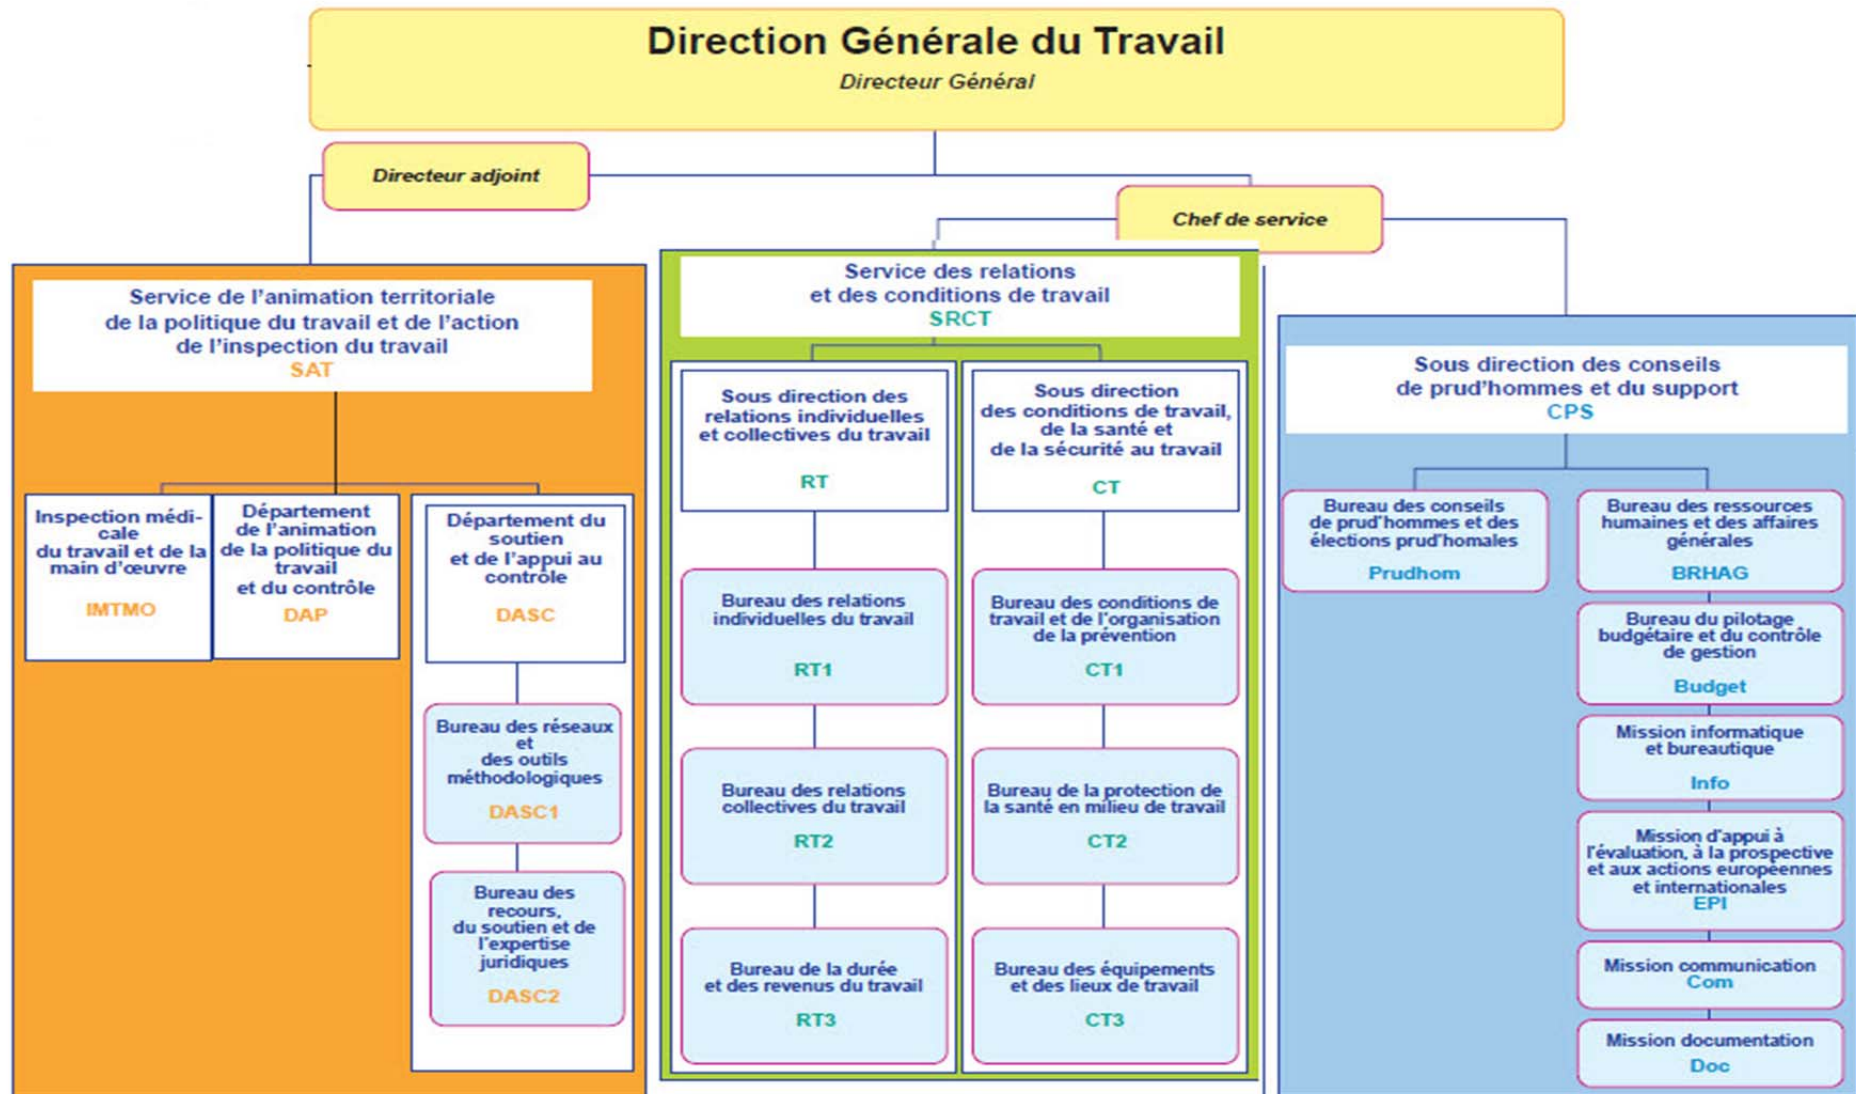 Direction Générale du Travail
Directeur Général
Directeur adjoint
Chef de service
Service de l'animation territoriale
de la politique du travail et de l'action
de l'inspection du travail
SAT
Inspection médi-
cale
du travail et de la
main d'œuvre
IMTMO
Département
de l'animation
de la politique du
travail
et du contrôle
DAP
Département du
soutien
et de l'appui au
contrôle
DASC
Bureau des réseaux
et
des outils
méthodologiques
DASC1
Bureau des
recours,
du soutien et de
l'expertise
juridiques
DASC2
Service des relations
et des conditions de travail
SRCT
Sous direction des
relations individuelles
et collectives du travail
RT
Bureau des relations
individuelles du travail
RT1
Bureau des relations
collectives du travail
RT2
Bureau de la durée
et des revenus du travail
RT3
Sous direction
des conditions de travail,
de la santé et
de la sécurité au travail
CT
Bureau des conditions de
travail et de l'organisation
de la prévention
CT1
Bureau de la protection de
la santé en milieu de travail
CT2
Bureau des équipements
et des lieux de travail
CT3
Sous direction des conseils
de prud'hommes et du support
CPS
Bureau des conseils
de prud'hommes et des
élections prud'homales
Prudhom
Bureau des ressources
humaines et des affaires
générales
BRHAG
Bureau du pilotage
budgétaire et du contrôle
de gestion
Budget
Mission informatique
et bureautique
Info
Mission d'appui à
l'évaluation, à la prospective
et aux actions européennes
et internationales
EPI
Mission communication
Com
Mission documentation
Doc